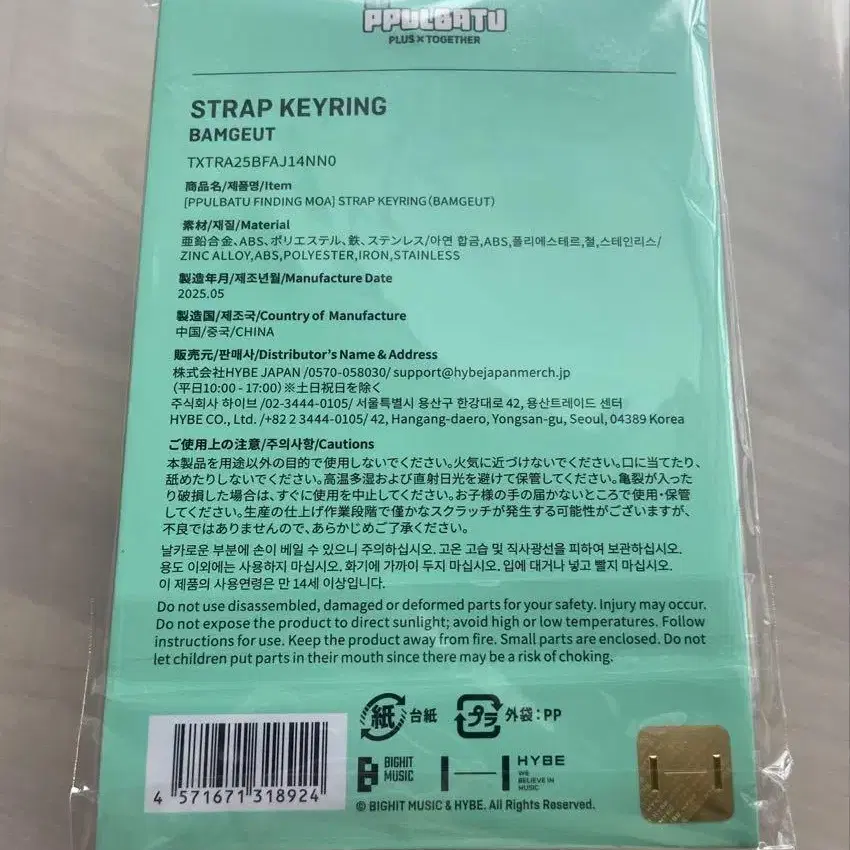 PPULBATU
PLUS×TOGETHER
STRAP KEYRING
BAMGEUT
TXTRA25BFAJ14NN0
商品名/제품명/Item
[PPULBATU FINDING MOA] STRAP KEYRING(BAMGEUT)
素材/재질/Material
亜鉛合金、ABS、ポリエステル、鉄、ステンレス/아연 합금,ABS,폴리에스테르,철,스테인리스/
ZINC ALLOY,ABS,POLYESTER,IRON,STAINLESS
製造年月/제조년월/Manufacture Date
2025.05
製造国/제조국/Country of Manufacture
中国/중국/CHINA
販売元/판매사/Distributor's Name & Address
株式会社HYBE JAPAN /0570-058030/ support@hybejapanmerch.jp
(平日10:00 - 17:00)※土日祝日を除く
주식회사 하이브 /02-3444-0105/ 서울특별시 용산구 한강대로 42, 용산트레이드 센터
HYBE CO., Ltd. /+82 2 3444-0105/ 42, Hangang-daero, Yongsan-gu, Seoul, 04389 Korea
ご使用上の注意/주의사항/Cautions
本製品を用途以外の目的で使用しないでください。火気に近づけないでください。口に当てたり、
舐めたりしないでください。高温多湿および直射日光を避けて保管してください。亀裂が入った
り破損した場合は、すぐに使用を中止してください。お子様の手の届かないところで使用・保管
してください。生産の仕上げ作業段階で僅かなスクラッチが発生する可能性がございますが、
不良ではありませんので、あらかじめご了承ください。
날카로운 부분에 손이 베일 수 있으니 주의하십시오. 고온 고습 및 직사광선을 피하여 보관하십시오.
용도 이외에는 사용하지 마십시오. 화기에 가까이 두지 마십시오. 입에 대거나 넣고 빨지 마십시오.
이 제품의 사용연령은 만 14세 이상입니다.
Do not use disassembled, damaged or deformed parts for your safety. Injury may occur.
Do not expose the product to direct sunlight; avoid high or low temperatures. Follow
instructions for use. Keep the product away from fire. Small parts are enclosed. Do not
let children put parts in their mouth since there may be a risk of choking.
紙 台紙 プラ 外袋:PP
BIGHIT
MUSIC
HYBE
WE
BELIEVE IN
MUSIC
4 571671 318924
© BIGHIT MUSIC & HYBE. All Rights Reserved.